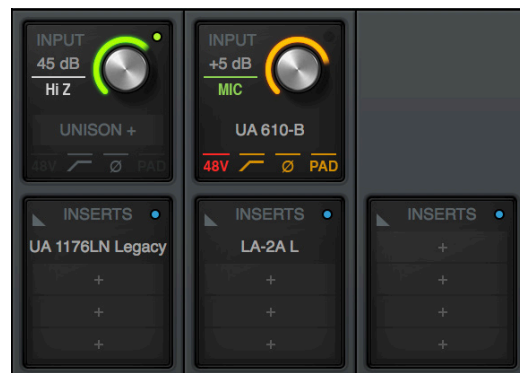 INPUT
45 dB
Hi Z
UNISON +
48V Ø PAD
INPUT
+5 dB
MIC
UA 610-B
48V Ø PAD
INSERTS
UA 1176LN Legacy
+
+
+
INSERTS
LA-2A L
+
+
+
INSERTS
+
+
+
+